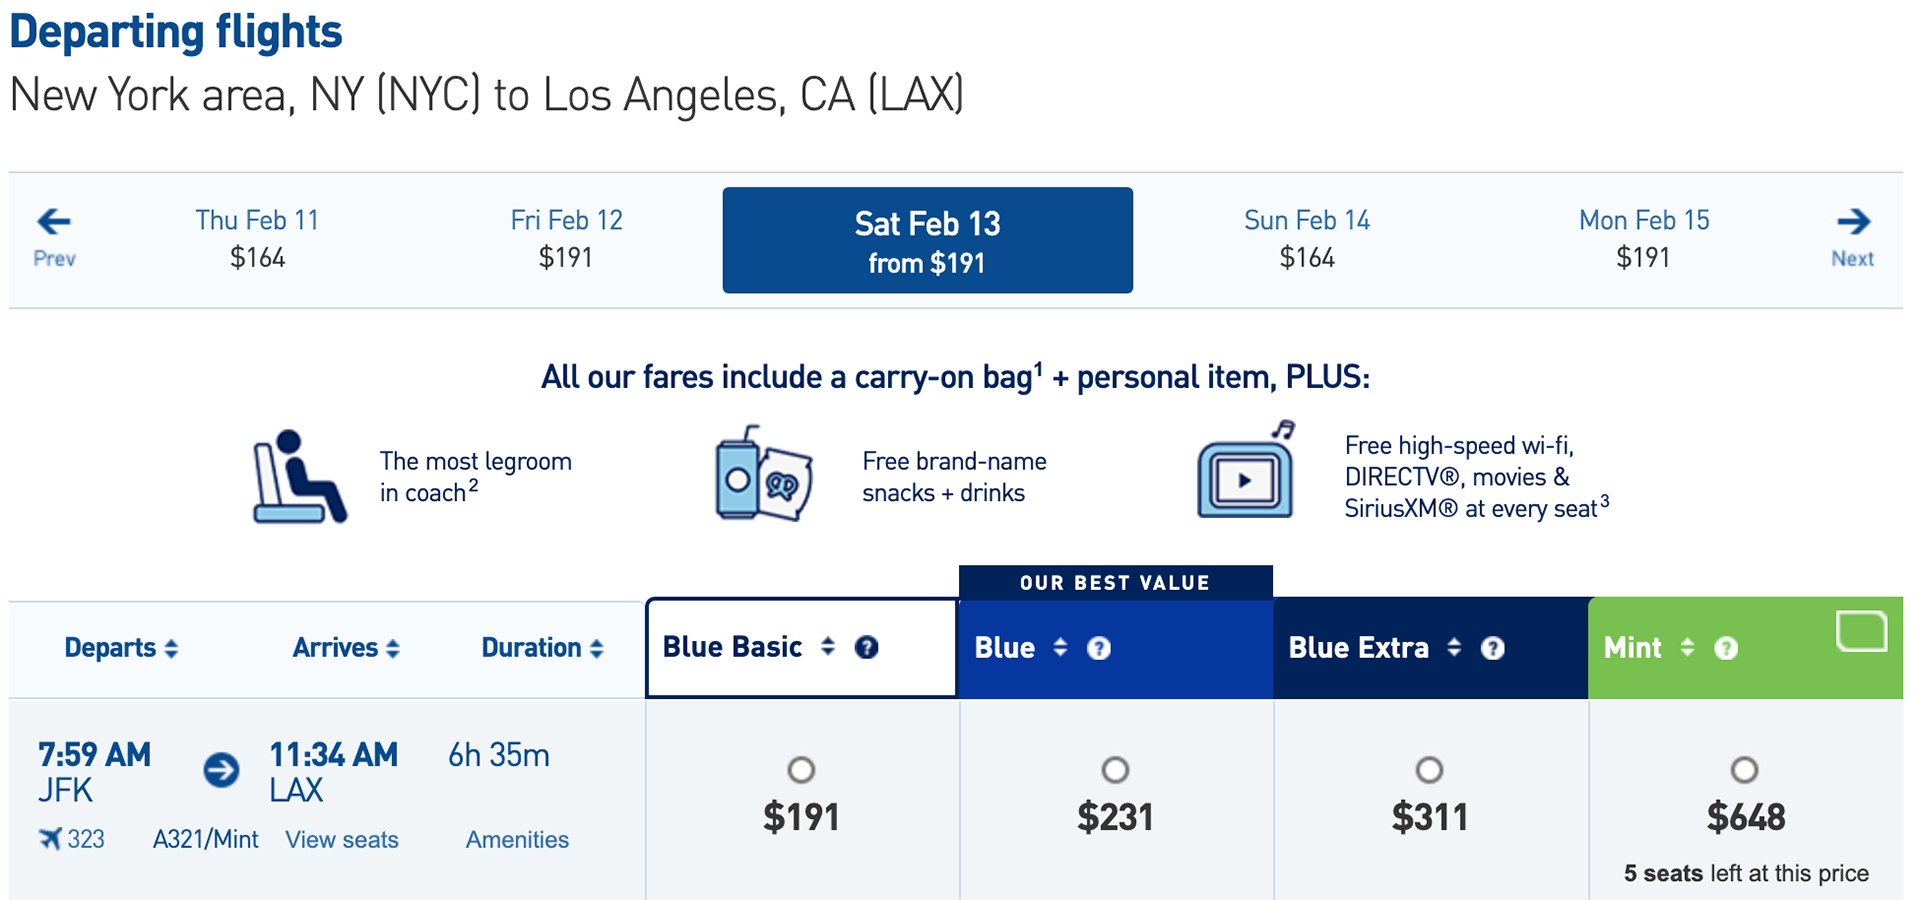 Departing flights
New York area, NY (NYC) to Los Angeles, CA (LAX)
Prev
Thu Feb 11
$164
Fri Feb 12
$191
Sat Feb 13
from $191
Sun Feb 14
$164
Mon Feb 15
$191
Next
All our fares include a carry-on bag¹ + personal item, PLUS:
The most legroom
in coach²
Free brand-name
snacks + drinks
Free high-speed wi-fi,
DIRECTV®, movies &
SiriusXM® at every seat³
OUR BEST VALUE
Departs
Arrives
Duration
Blue Basic ?
Blue ?
Blue Extra ?
Mint ?
7:59 AM
JFK
11:34 AM
LAX
6h 35m
323
A321/Mint
View seats
Amenities
$191
$231
$311
$648
5 seats left at this price